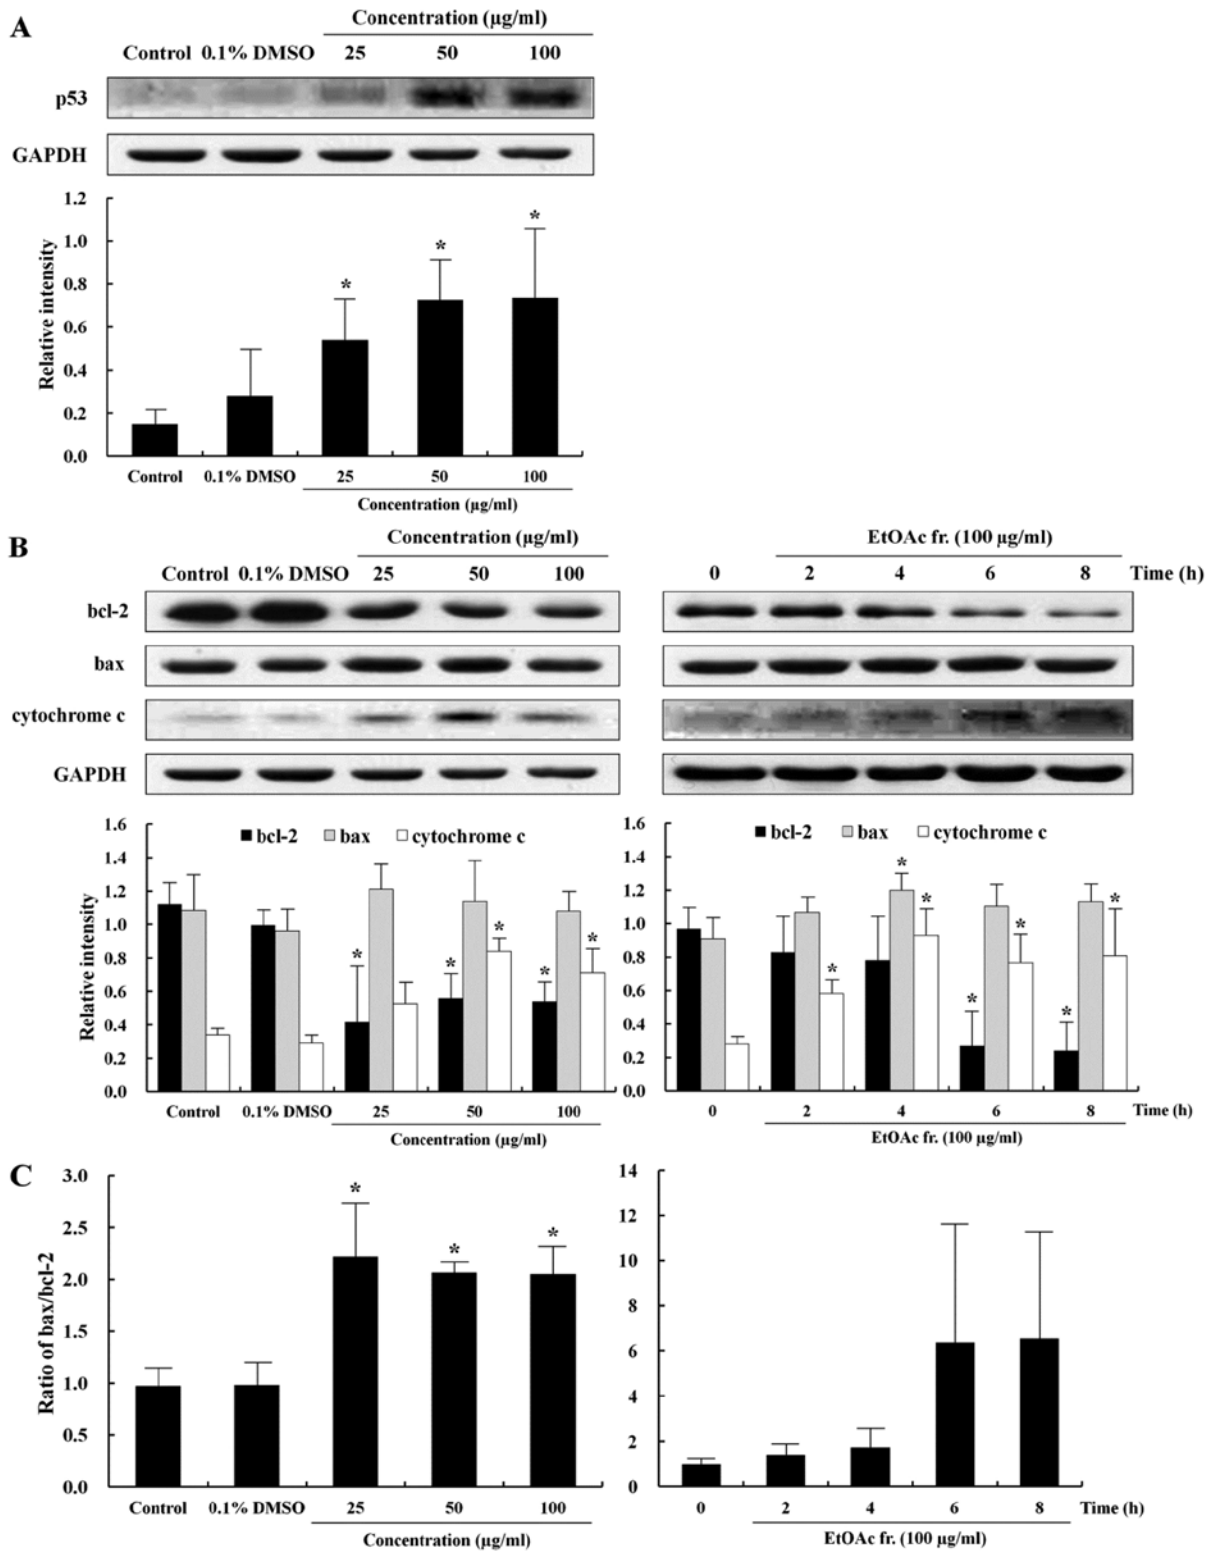 A
Concentration (μg/ml)
Control 0.1% DMSO 25 50 100
p53
GAPDH
1.2
1.0
0.8
0.6
0.4
0.2
0.0
Relative intensity
* * *
Control 0.1% DMSO 25 50 100
Concentration (μg/ml)
B
Concentration (μg/ml)
Control 0.1% DMSO 25 50 100
bcl-2
bax
cytochrome c
GAPDH
EtOAc fr. (100 μg/ml)
0 2 4 6 8 Time (h)
1.6
1.4
1.2
1.0
0.8
0.6
0.4
0.2
0.0
Relative intensity
bcl-2 bax cytochrome c
* * * * *
Control 0.1% DMSO 25 50 100
Concentration (μg/ml)
1.6
1.4
1.2
1.0
0.8
0.6
0.4
0.2
0.0
bcl-2 bax cytochrome c
* * * * * * *
0 2 4 6 8 Time (h)
EtOAc fr. (100 μg/ml)
C
3.0
2.5
2.0
1.5
1.0
0.5
0.0
Ratio of bax/bcl-2
* * *
Control 0.1% DMSO 25 50 100
Concentration (μg/ml)
14
12
10
8
6
4
2
0
0 2 4 6 8 Time (h)
EtOAc fr. (100 μg/ml)